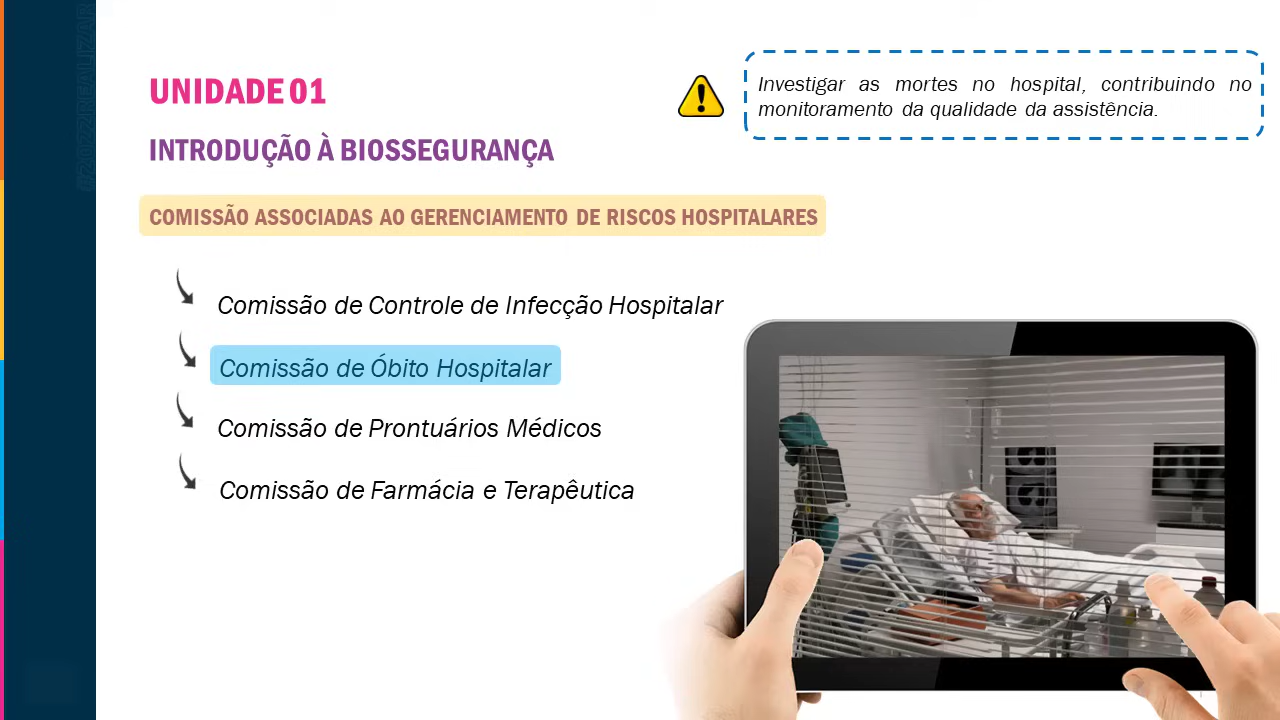 #2022REALIZAR
UNIDADE 01
INTRODUÇÃO À BIOSSEGURANÇA
Investigar as mortes no hospital, contribuindo no
monitoramento da qualidade da assistência.
COMISSÃO ASSOCIADAS AO GERENCIAMENTO DE RISCOS HOSPITALARES
Comissão de Controle de Infecção Hospitalar
Comissão de Óbito Hospitalar
Comissão de Prontuários Médicos
Comissão de Farmácia e Terapêutica